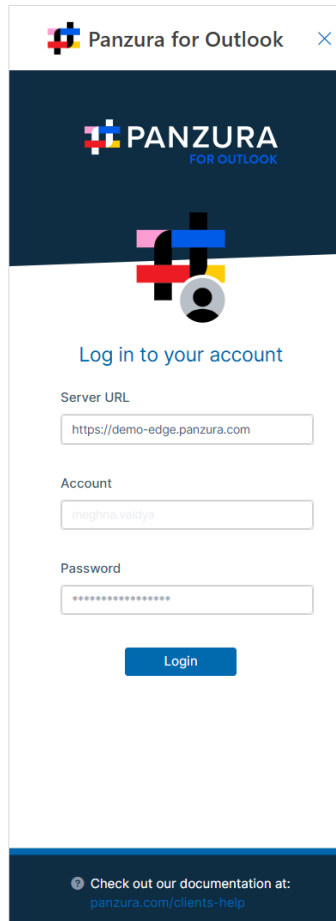 Panzura for Outlook
PANZURA
FOR OUTLOOK
Log in to your account
Server URL
https://demo-edge.panzura.com
Account
meghna.vaidya
Password
*****************
Login
Check out our documentation at:
panzura.com/clients-help